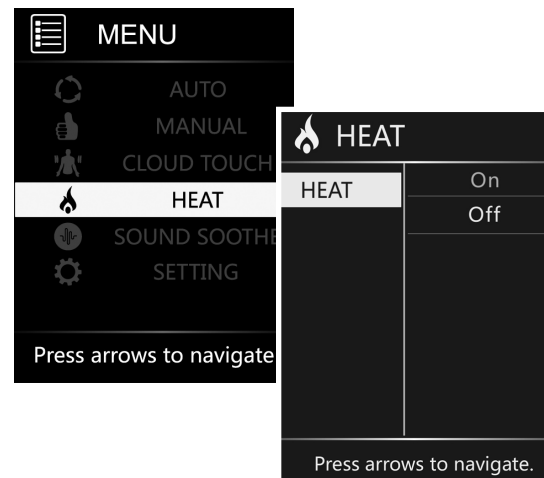 MENU
AUTO
MANUAL
CLOUD TOUCH
HEAT
SOUND SOOTHE
SETTING
Press arrows to navigate
HEAT
HEAT
On
Off
Press arrows to navigate.